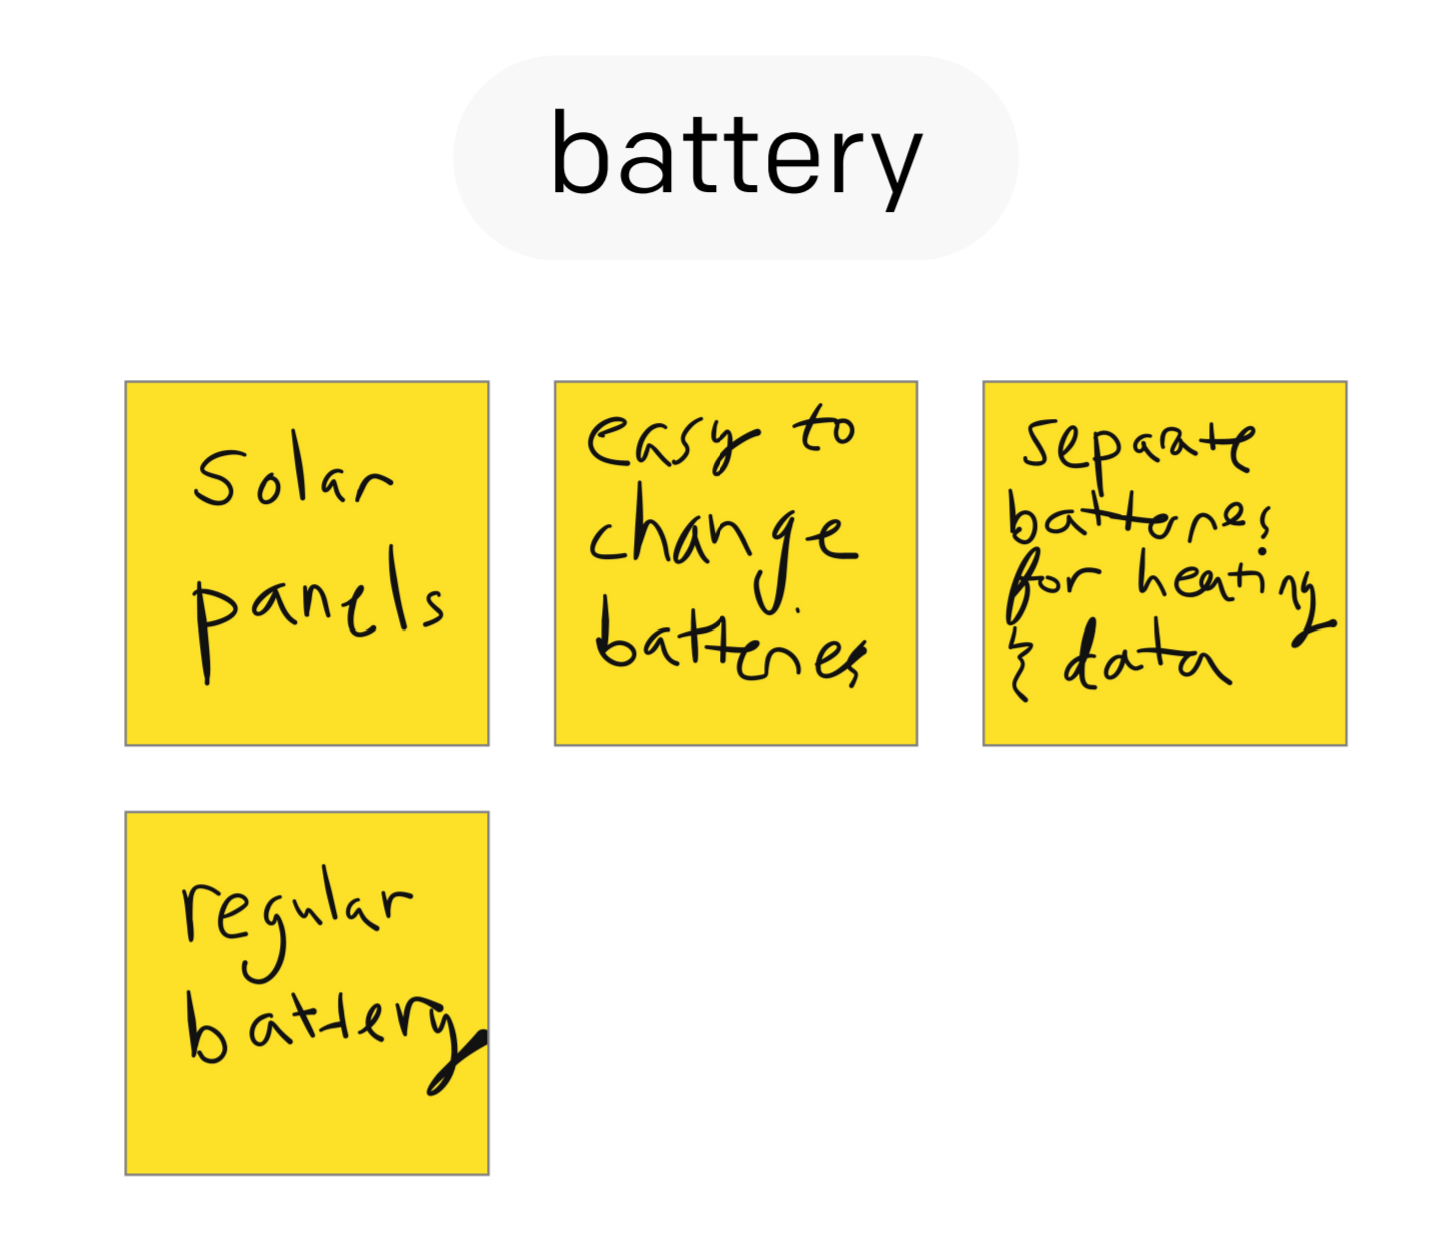 battery
solar
panels
easy to
change
batteries
separate
batteries
for heating
& data
regular
battery